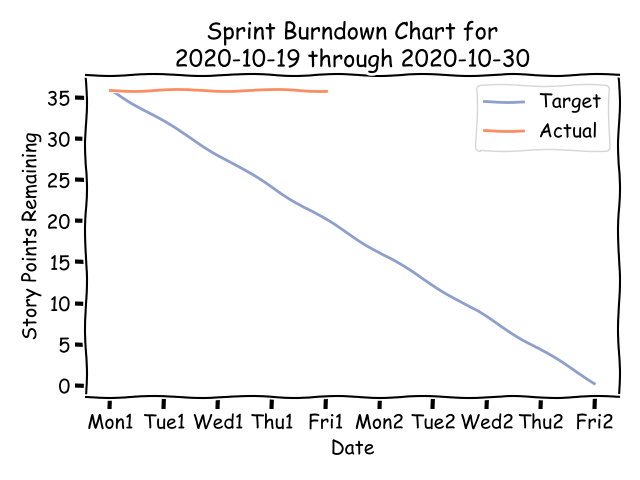 Sprint Burndown Chart for
2020-10-19 through 2020-10-30
Target
Actual
Story Points Remaining
35
30
25
20
15
10
5
0
Mon1 Tue1 Wed1 Thu1 Fri1 Mon2 Tue2 Wed2 Thu2 Fri2
Date